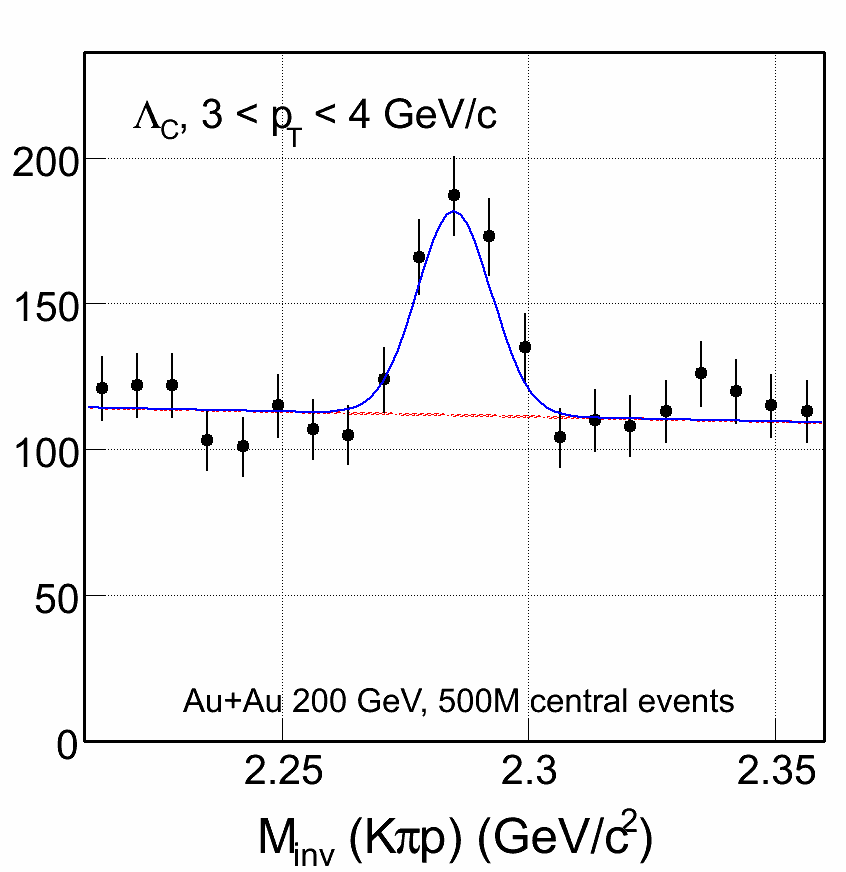 Λ_C, 3 < p_T < 4 GeV/c
200
150
100
50
0
Au+Au 200 GeV, 500M central events
2.25 2.3 2.35
M_inv (Kπp) (GeV/c²)